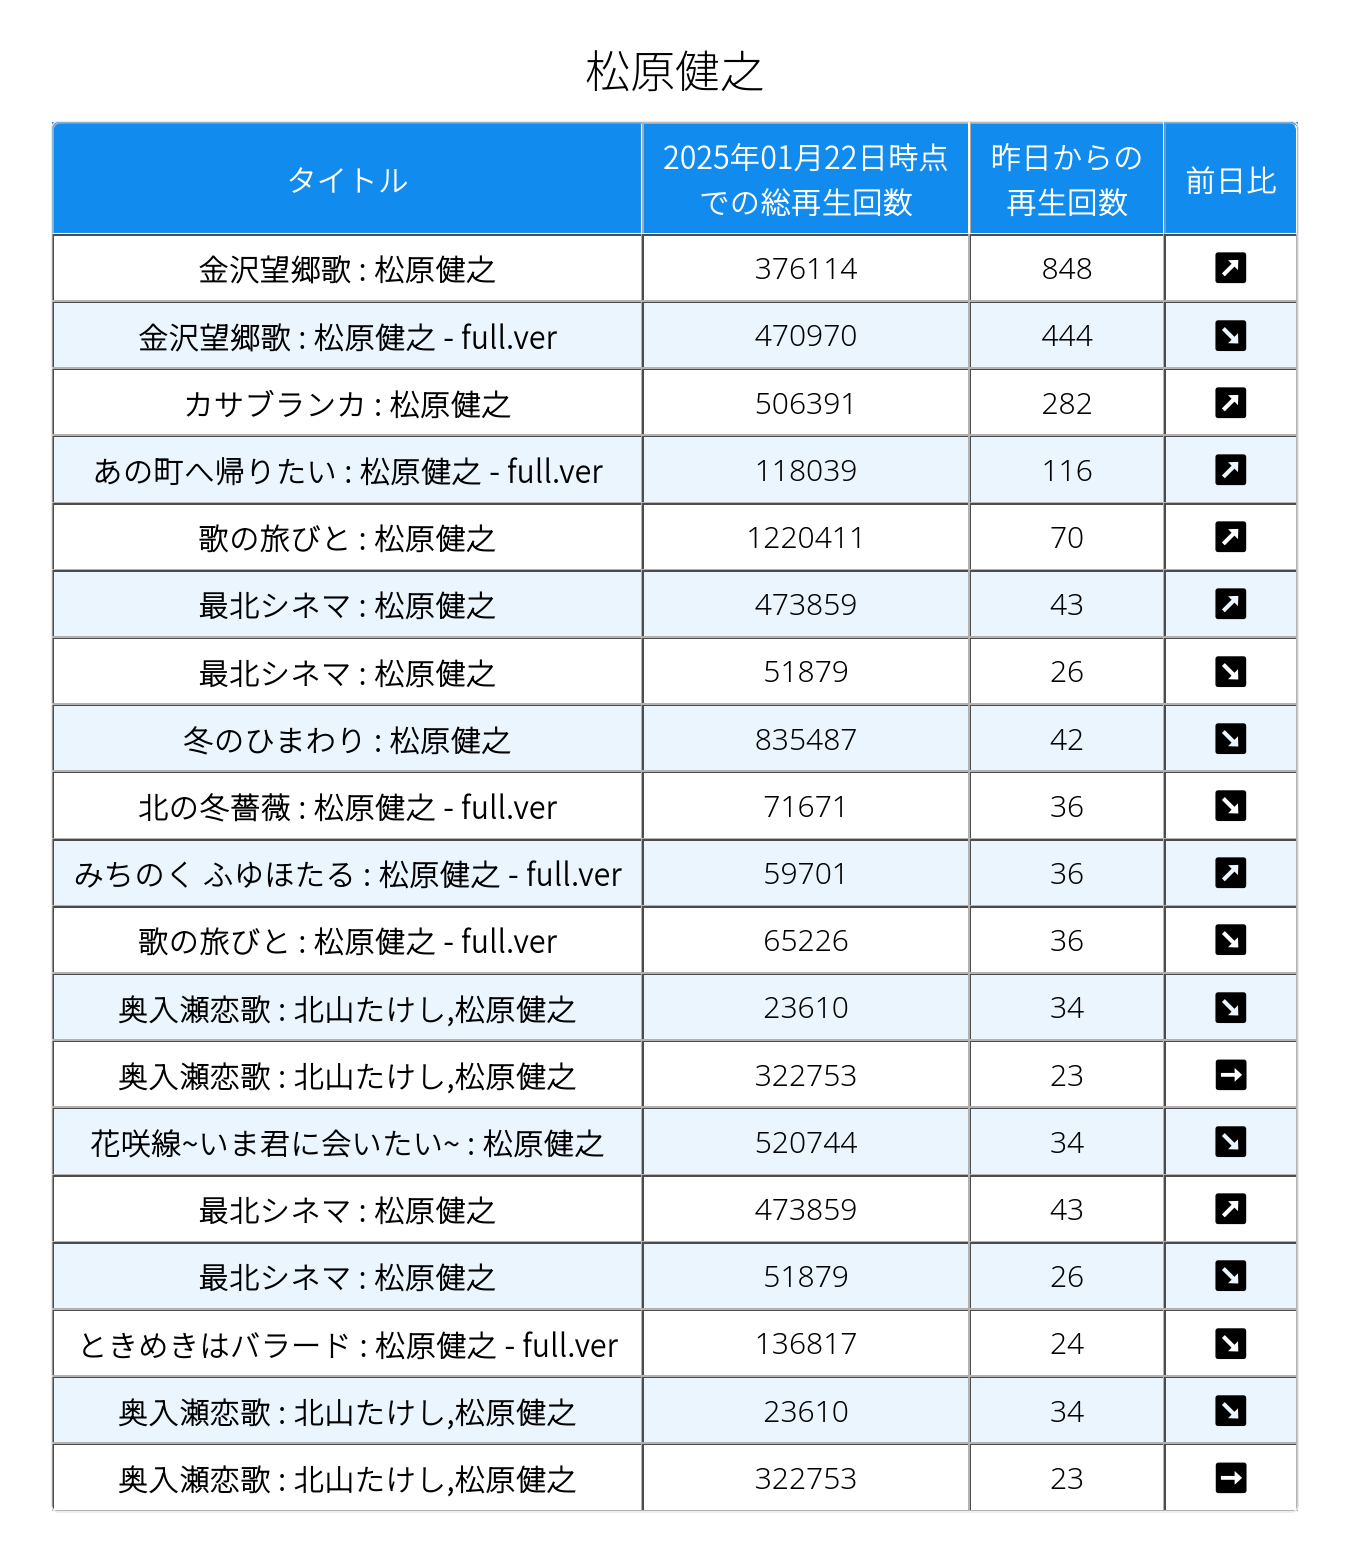 松原健之
タイトル 2025年01月22日時点での総再生回数 昨日からの再生回数 前日比
金沢望郷歌 : 松原健之 376114 848 ↗
金沢望郷歌 : 松原健之 - full.ver 470970 444 ↘
カサブランカ : 松原健之 506391 282 ↗
あの町へ帰りたい : 松原健之 - full.ver 118039 116 ↗
歌の旅びと : 松原健之 1220411 70 ↗
最北シネマ : 松原健之 473859 43 ↗
最北シネマ : 松原健之 51879 26 ↘
冬のひまわり : 松原健之 835487 42 ↘
北の冬薔薇 : 松原健之 - full.ver 71671 36 ↘
みちのく ふゆほたる : 松原健之 - full.ver 59701 36 ↗
歌の旅びと : 松原健之 - full.ver 65226 36 ↘
奥入瀬恋歌 : 北山たけし,松原健之 23610 34 ↘
奥入瀬恋歌 : 北山たけし,松原健之 322753 23 →
花咲線~いま君に会いたい~ : 松原健之 520744 34 ↘
最北シネマ : 松原健之 473859 43 ↗
最北シネマ : 松原健之 51879 26 ↘
ときめきはバラード : 松原健之 - full.ver 136817 24 ↘
奥入瀬恋歌 : 北山たけし,松原健之 23610 34 ↘
奥入瀬恋歌 : 北山たけし,松原健之 322753 23 →